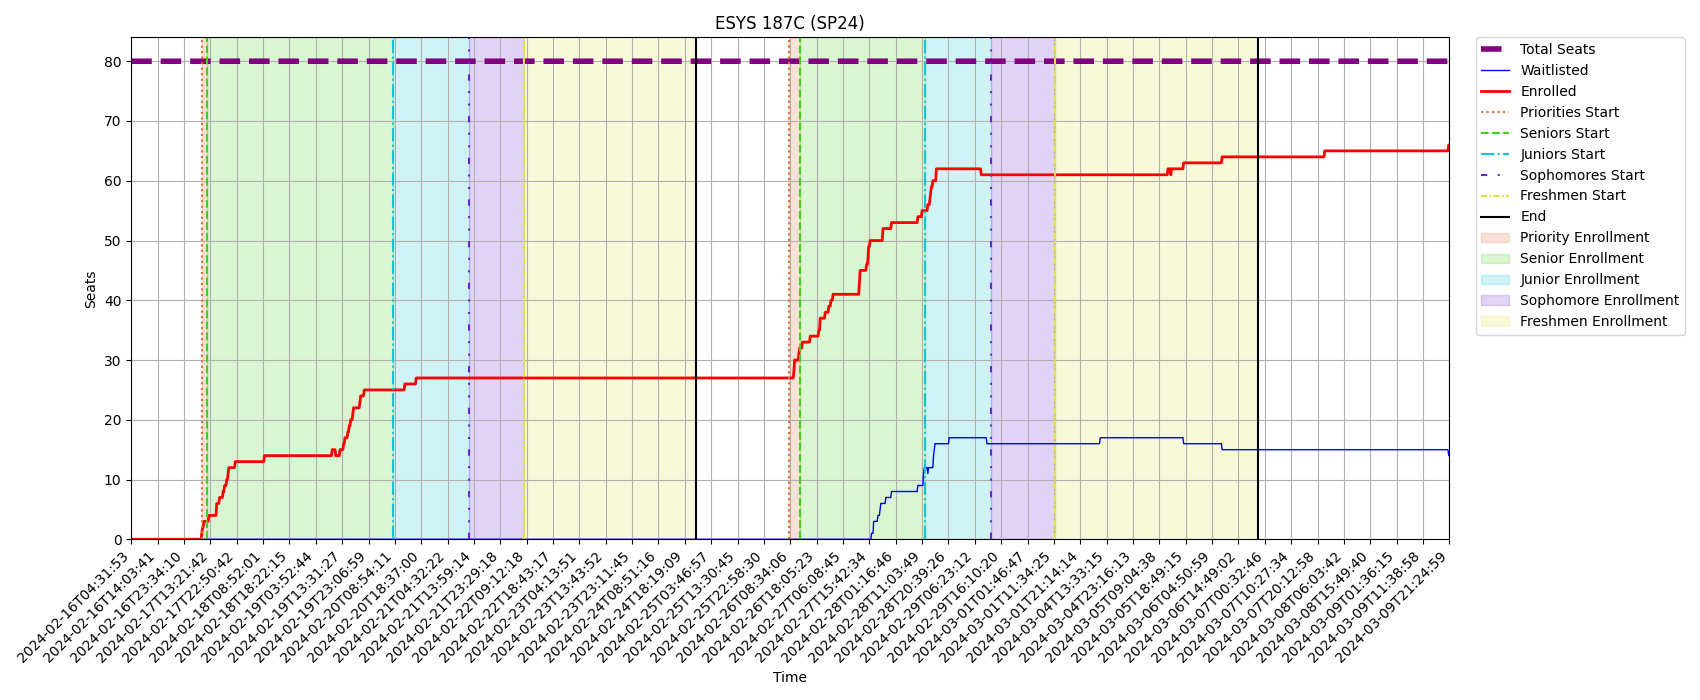 ESYS 187C (SP24)
Seats
80
70
60
50
40
30
20
10
0
2024-02-16T04:31:53
2024-02-16T14:03:41
2024-02-16T23:34:10
2024-02-17T13:21:42
2024-02-17T22:50:42
2024-02-18T08:52:01
2024-02-18T18:22:15
2024-02-19T03:52:44
2024-02-19T13:31:27
2024-02-19T23:06:59
2024-02-20T08:54:11
2024-02-20T18:37:00
2024-02-21T04:32:22
2024-02-21T13:59:14
2024-02-21T23:29:18
2024-02-22T09:12:18
2024-02-22T18:43:17
2024-02-23T04:13:51
2024-02-23T13:43:52
2024-02-23T23:11:45
2024-02-24T08:51:16
2024-02-24T18:19:09
2024-02-25T03:46:57
2024-02-25T13:30:45
2024-02-25T22:58:30
2024-02-26T08:34:06
2024-02-26T18:05:23
2024-02-27T06:08:45
2024-02-27T15:42:34
2024-02-28T01:16:46
2024-02-28T11:03:49
2024-02-28T20:39:26
2024-02-29T06:23:12
2024-02-29T16:10:20
2024-03-01T01:46:47
2024-03-01T11:34:25
2024-03-01T21:14:14
2024-03-04T13:33:15
2024-03-04T23:16:13
2024-03-05T09:04:38
2024-03-05T18:49:15
2024-03-06T04:50:59
2024-03-06T14:49:02
2024-03-07T00:32:46
2024-03-07T10:27:34
2024-03-07T20:12:58
2024-03-08T06:03:42
2024-03-08T15:49:40
2024-03-09T01:36:15
2024-03-09T11:38:58
2024-03-09T21:24:59
Time
Total Seats
Waitlisted
Enrolled
Priorities Start
Seniors Start
Juniors Start
Sophomores Start
Freshmen Start
End
Priority Enrollment
Senior Enrollment
Junior Enrollment
Sophomore Enrollment
Freshmen Enrollment